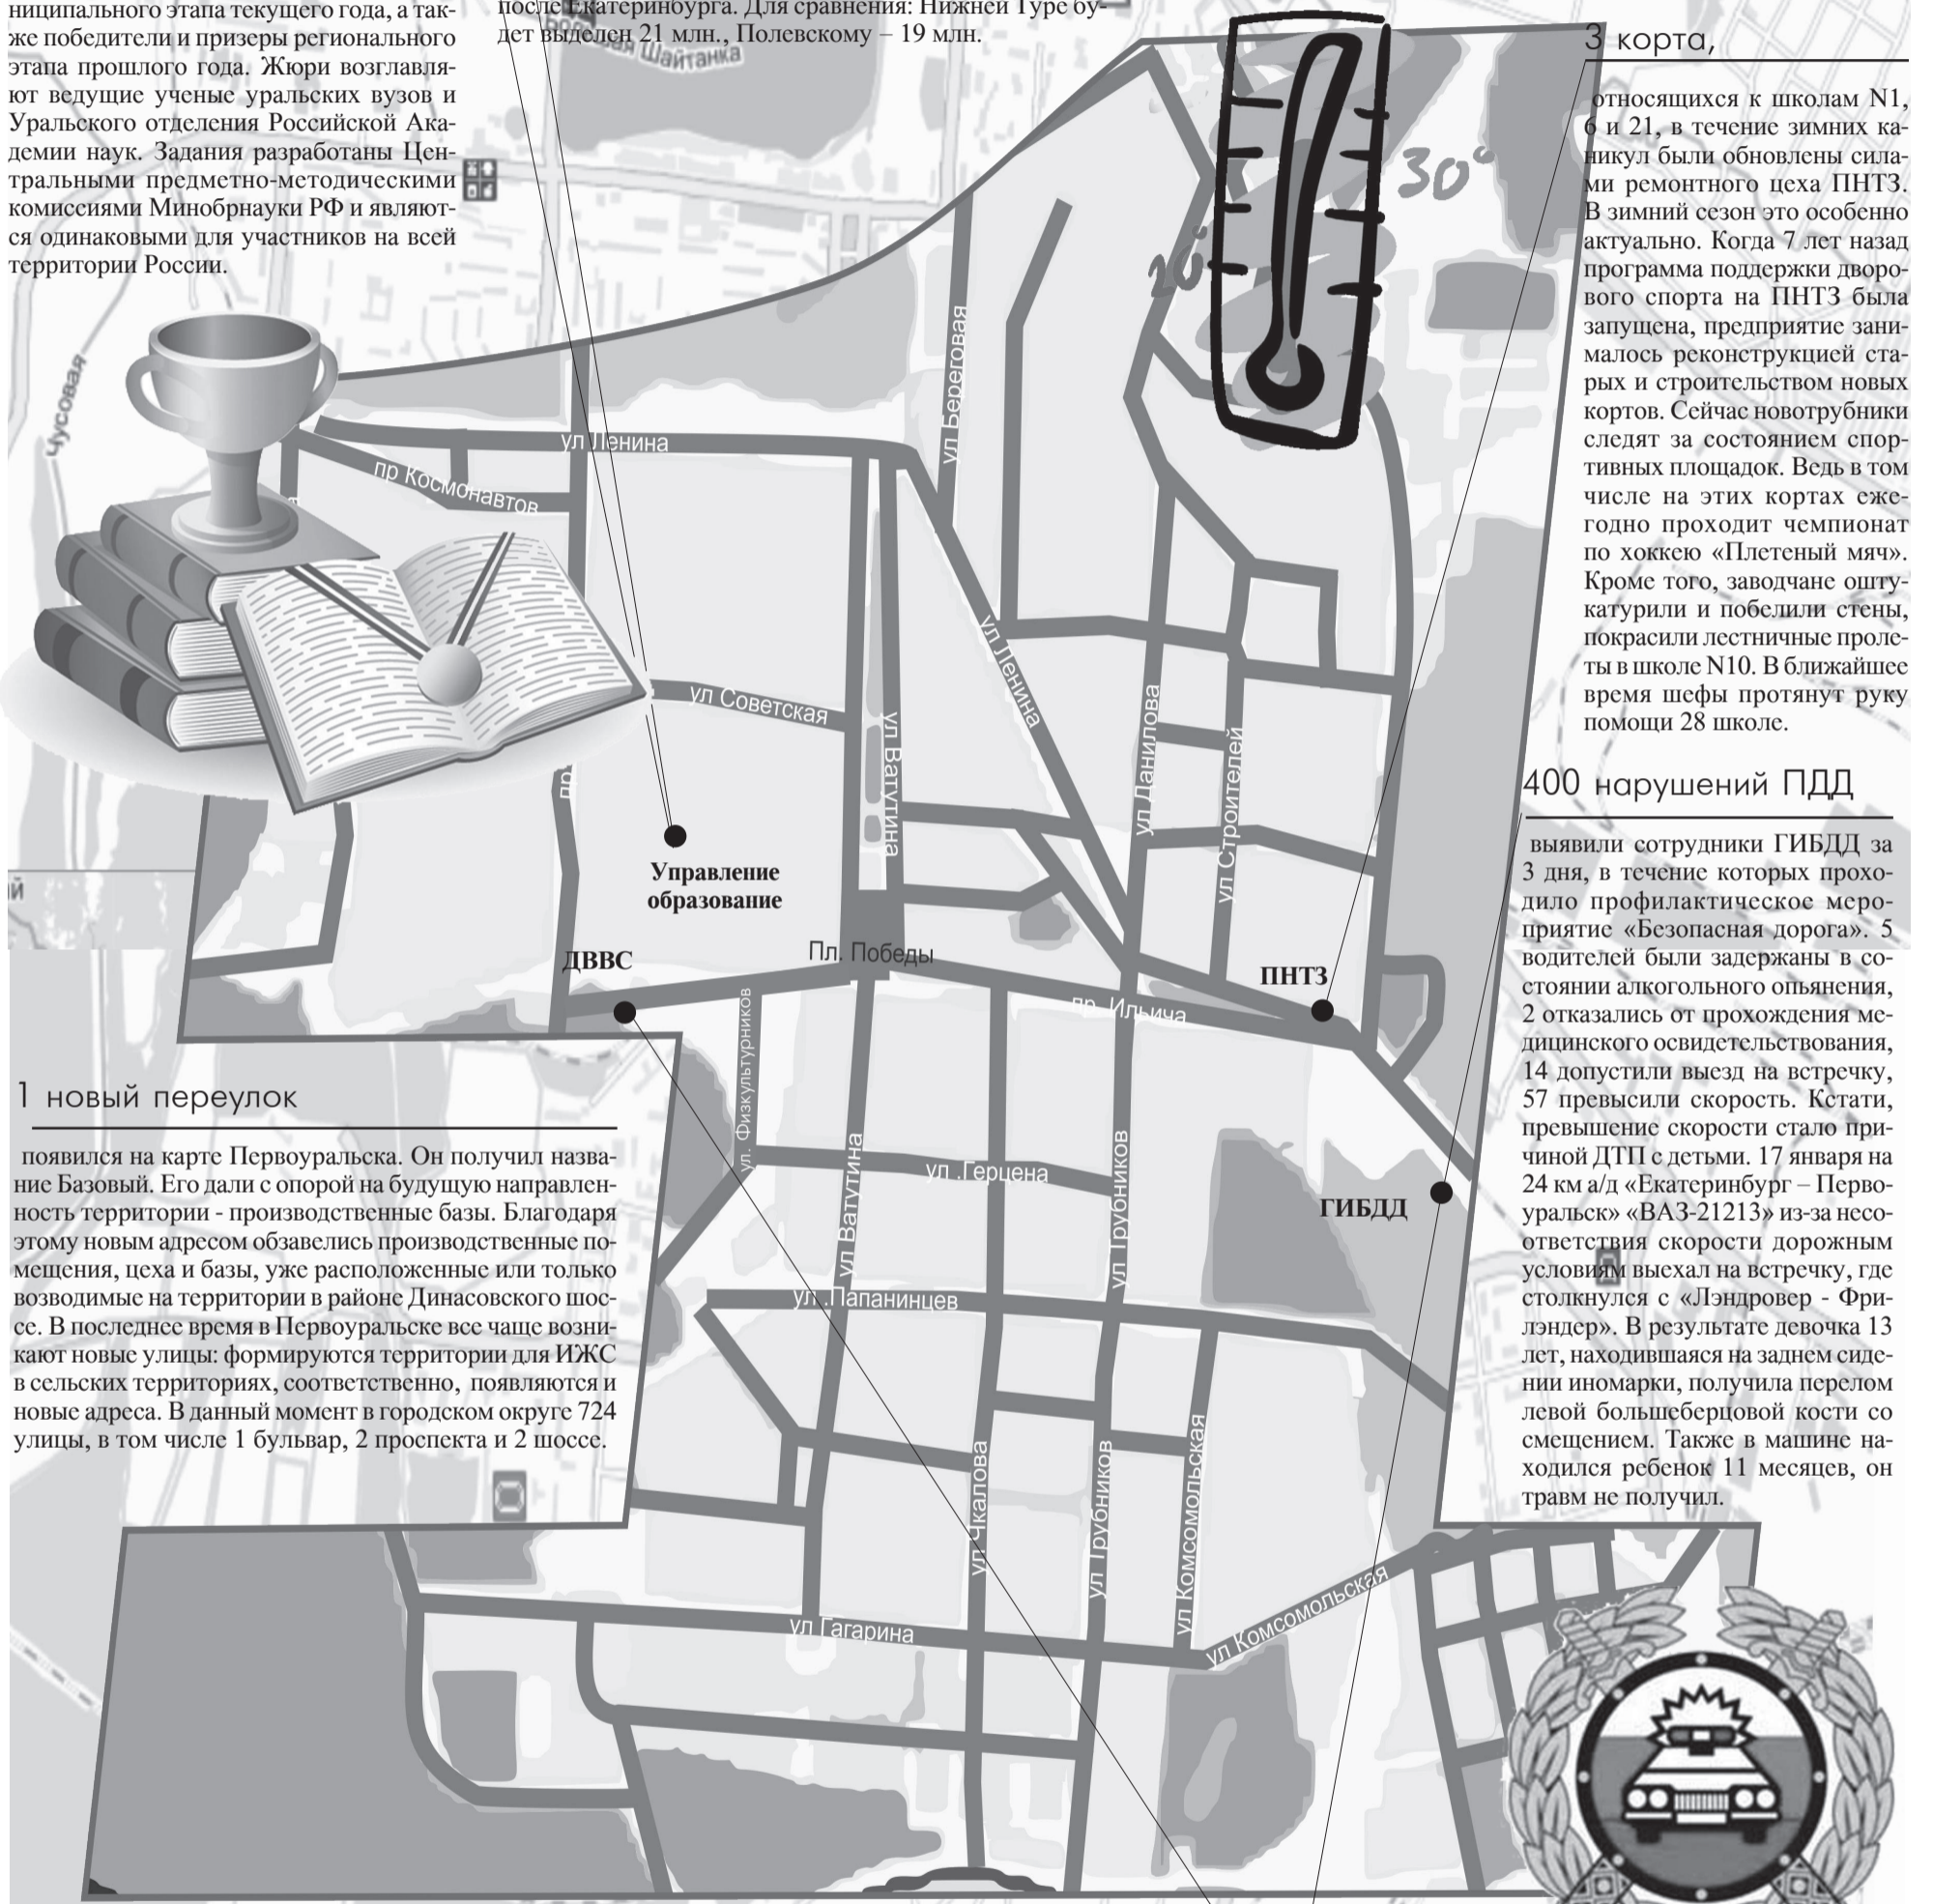 ниципального этапа текущего года, а так-
же победители и призеры регионального
этапа прошлого года. Жюри возглавля-
ют ведущие ученые уральских вузов и
Уральского отделения Российской Ака-
демии наук. Задания разработаны Цен-
тральными предметно-методическими
комиссиями Минобрнауки РФ и являют-
ся одинаковыми для участников на всей
территории России.
после Екатеринбурга. Для сравнения: Нижней Туре бу-
дет выделен 21 млн., Полевскому – 19 млн.
Шайтанка
Чусовая
30°
20°
3 корта,
относящихся к школам N1,
6 и 21, в течение зимних ка-
никул были обновлены сила-
ми ремонтного цеха ПНТЗ.
В зимний сезон это особенно
актуально. Когда 7 лет назад
программа поддержки дворо-
вого спорта на ПНТЗ была
запущена, предприятие зани-
малось реконструкцией ста-
рых и строительством новых
кортов. Сейчас новотрубники
следят за состоянием спор-
тивных площадок. Ведь в том
числе на этих кортах еже-
годно проходит чемпионат
по хоккею «Плетеный мяч».
Кроме того, заводчане ошту-
катурили и побелили стены,
покрасили лестничные проле-
ты в школе N10. В ближайшее
время шефы протянут руку
помощи 28 школе.
400 нарушений ПДД
выявили сотрудники ГИБДД за
3 дня, в течение которых прохо-
дило профилактическое меро-
приятие «Безопасная дорога». 5
водителей были задержаны в со-
стоянии алкогольного опьянения,
2 отказались от прохождения ме-
дицинского освидетельствования,
14 допустили выезд на встречку,
57 превысили скорость. Кстати,
превышение скорости стало при-
чиной ДТП с детьми. 17 января на
24 км а/д «Екатеринбург – Перво-
уральск» «ВАЗ-21213» из-за несо-
ответствия скорости дорожным
условиям выехал на встречку, где
столкнулся с «Лэндровер - Фри-
лэндер». В результате девочка 13
лет, находившаяся на заднем сиде-
нии иномарки, получила перелом
левой большеберцовой кости со
смещением. Также в машине на-
ходился ребенок 11 месяцев, он
травм не получил.
1 новый переулок
появился на карте Первоуральска. Он получил назва-
ние Базовый. Его дали с опорой на будущую направлен-
ность территории - производственные базы. Благодаря
этому новым адресом обзавелись производственные по-
мещения, цеха и базы, уже расположенные или только
возводимые на территории в районе Динасовского шос-
се. В последнее время в Первоуральске все чаще возни-
кают новые улицы: формируются территории для ИЖС
в сельских территориях, соответственно, появляются и
новые адреса. В данный момент в городском округе 724
улицы, в том числе 1 бульвар, 2 проспекта и 2 шоссе.
ул Ленина
пр Космонавтов
ул Береговая
ул Ленина
ул Советская
ул Ватутина
ул Данилова
ул Строителей
пр
Управление
образование
ДВВС
Пл. Победы
ПНТЗ
пр. Ильича
ул. Физкультурников
ул .Герцена
ул Ватутина
ул Трубников
ГИБДД
ул .Папанинцев
ул Чкалова
ул Трубников
ул Комсомольская
ул Комсомольская
ул Гагарина